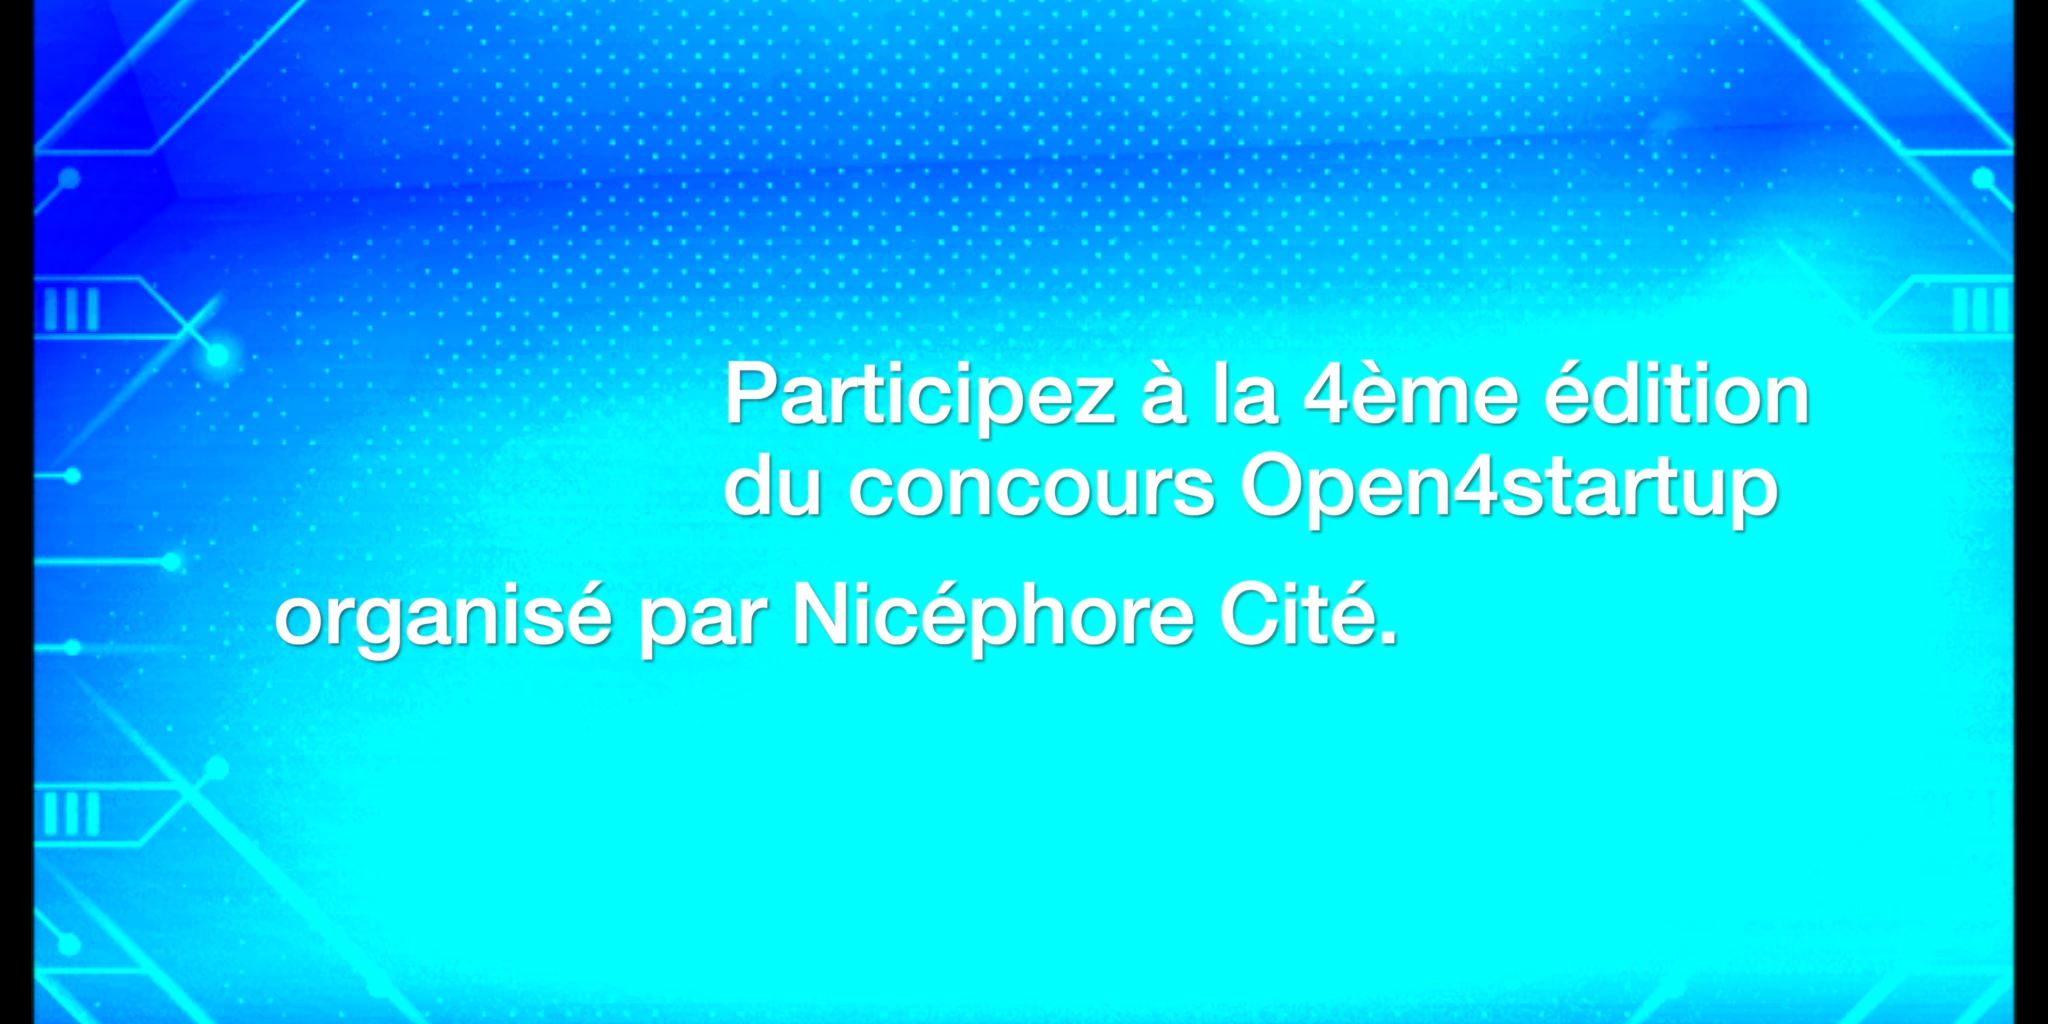 Participez à la 4ème édition
du concours Open4startup
organisé par Nicéphore Cité.